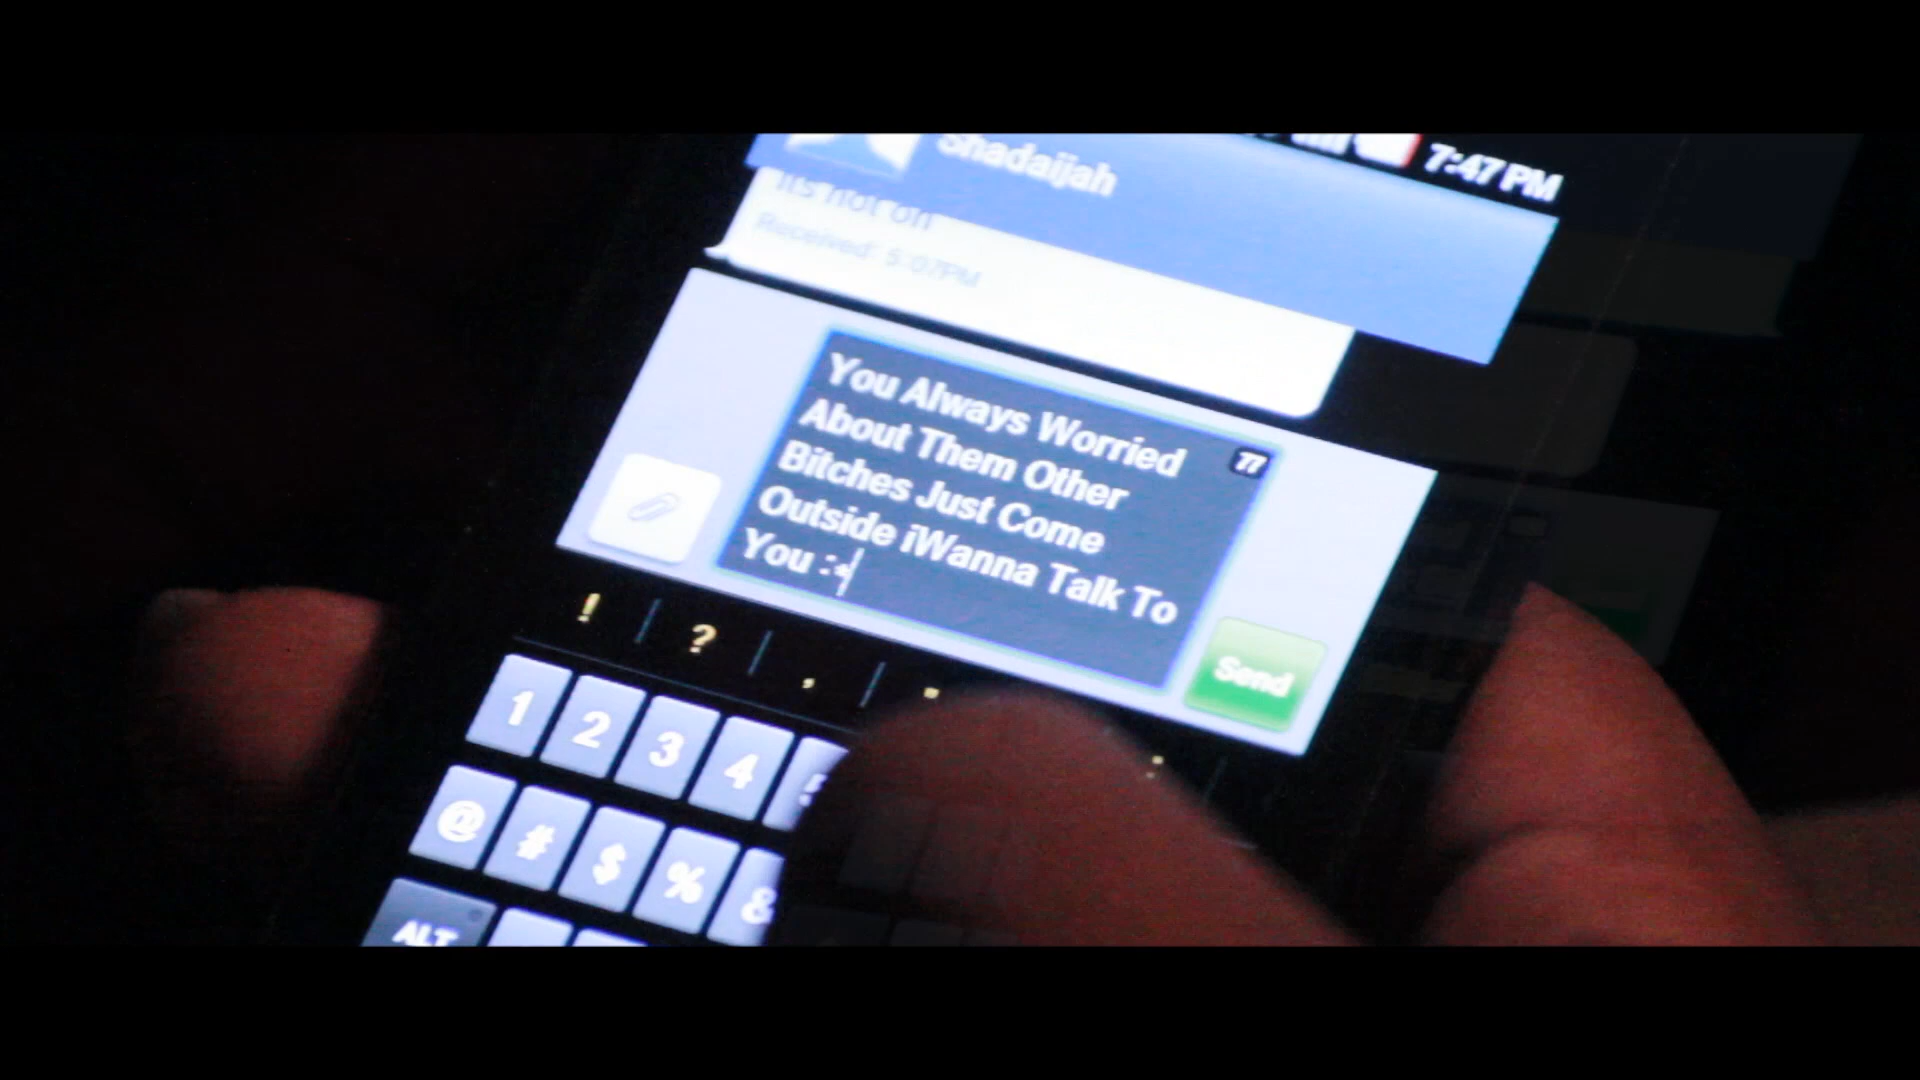 7:47 PM
Shadaijah
Its not on
Received: 5:07PM
You Always Worried
About Them Other
Bitches Just Come
Outside iWanna Talk To
You :*
77
Send
! ? , "
1 2 3 4
@ # $ % &
ALT